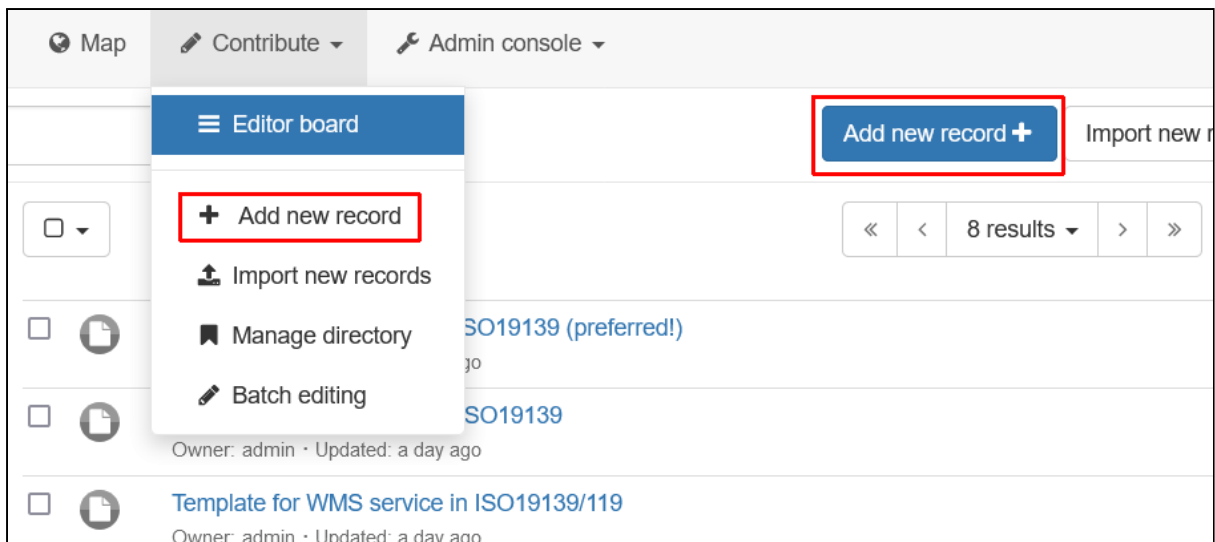 Map Contribute Admin console
Editor board
Add new record
Import new
Add new record
8 results
Import new records
SO19139 (preferred!)
Manage directory
go
Batch editing
SO19139
Owner: admin · Updated: a day ago
Template for WMS service in ISO19139/119
Owner: admin · Updated: a day ago